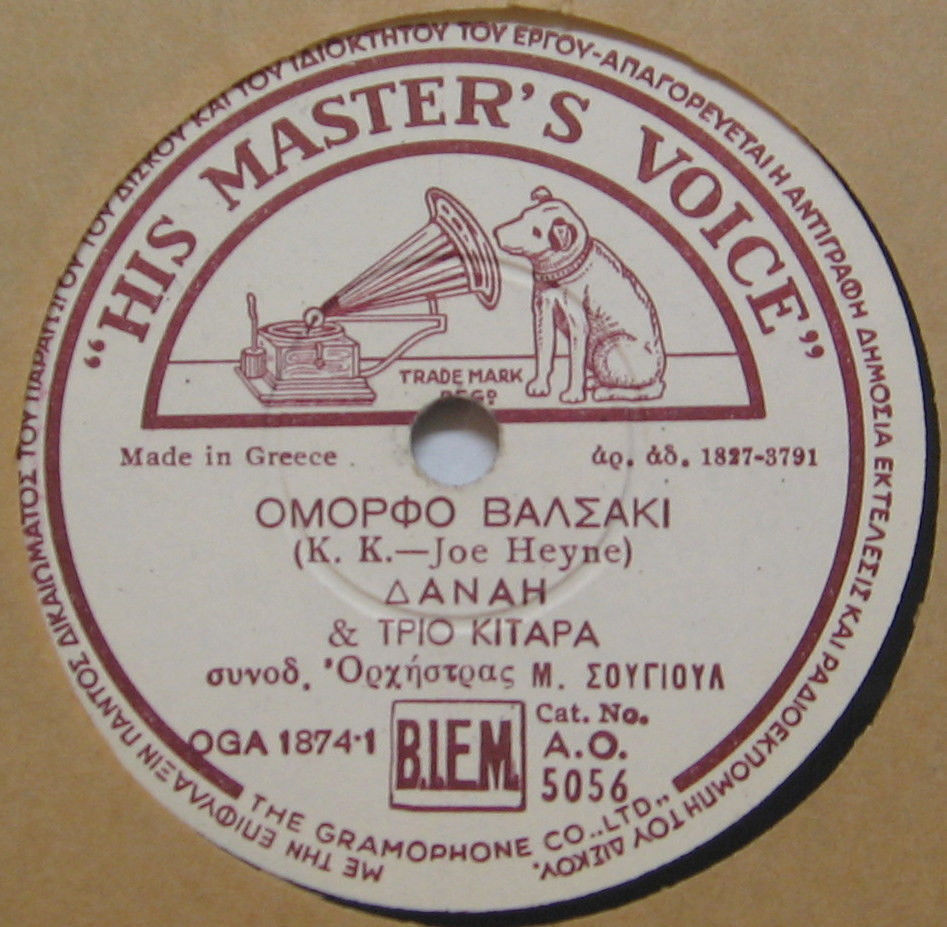 ΜΕ ΤΗΝ ΕΠΙΦΥΛΑΞΙΝ ΠΑΝΤΟΣ ΔΙΚΑΙΩΜΑΤΟΣ ΤΟΥ ΠΑΡΑΓΩΓΟΥ ΤΟΥ ΔΙΣΚΟΥ ΚΑΙ ΤΟΥ ΙΔΙΟΚΤΗΤΟΥ ΤΟΥ ΕΡΓΟΥ-ΑΠΑΓΟΡΕΥΕΤΑΙ Η ΑΝΤΙΓΡΑΦΗ ΔΗΜΟΣΙΑ ΕΚΤΕΛΕΣΙΣ ΚΑΙ ΡΑΔΙΟΕΚΠΟΜΠΗ ΤΟΥ ΔΙΣΚΟΥ.
“HIS MASTER'S VOICE”
TRADE MARK
REGD
Made in Greece
ἀρ. ἀδ. 1827-3791
ΟΜΟΡΦΟ ΒΑΛΣΑΚΙ
(K. K.—Joe Heyne)
ΔΑΝΑΗ
& ΤΡΙΟ ΚΙΤΑΡΑ
συνοδ. Ὀρχήστρας Μ. ΣΟΥΓΙΟΥΛ
OGA 1874-1
B.I.E.M.
Cat. No.
A.O.
5056
THE GRAMOPHONE CO., LTD.,